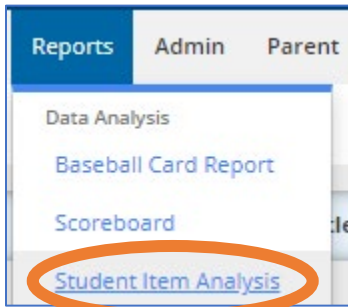 Reports Admin Parent
Data Analysis
Baseball Card Report
Scoreboard
Student Item Analysis